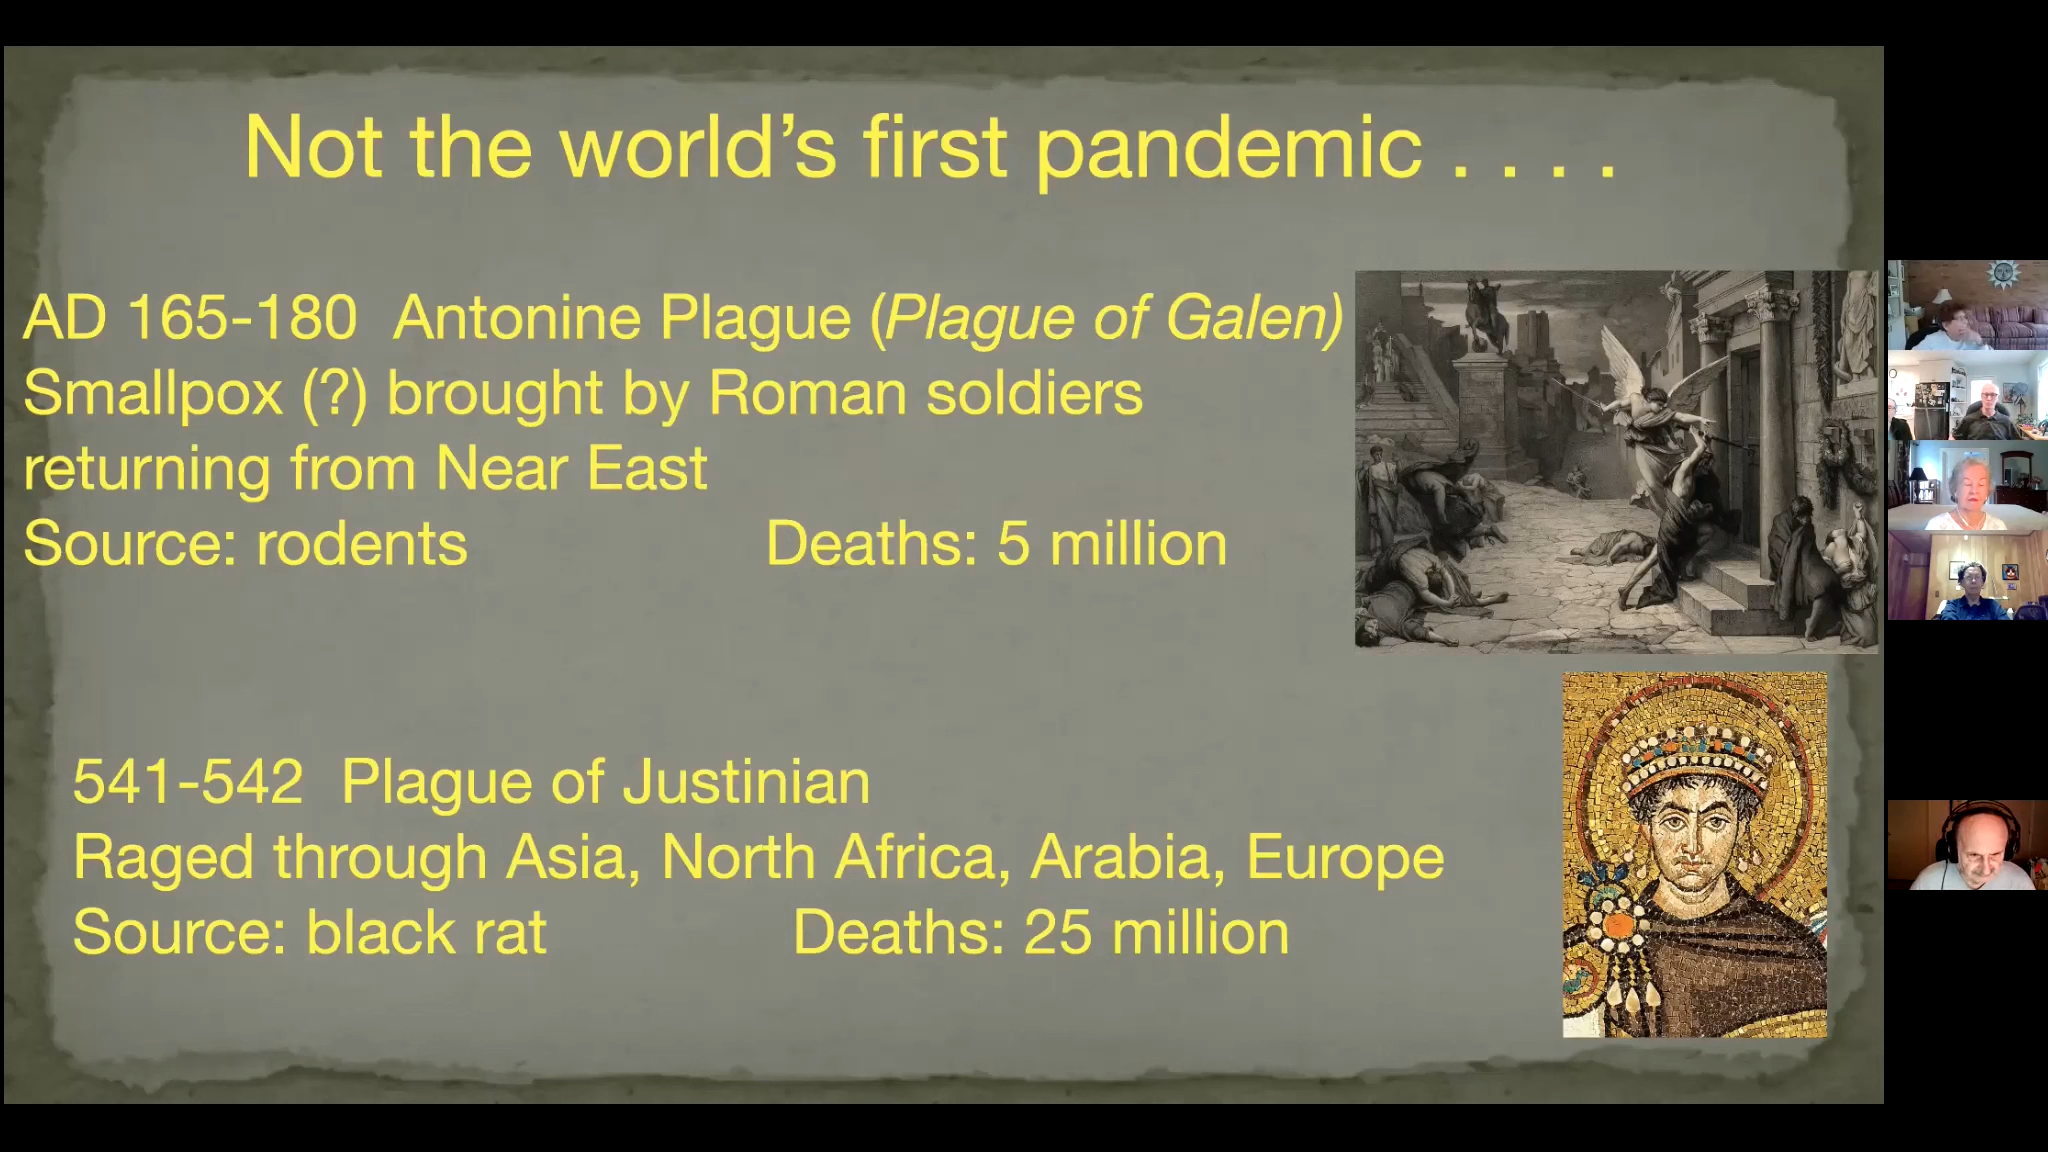 Not the world’s first pandemic . . . .
AD 165-180 Antonine Plague (Plague of Galen)
Smallpox (?) brought by Roman soldiers
returning from Near East
Source: rodents Deaths: 5 million
541-542 Plague of Justinian
Raged through Asia, North Africa, Arabia, Europe
Source: black rat Deaths: 25 million